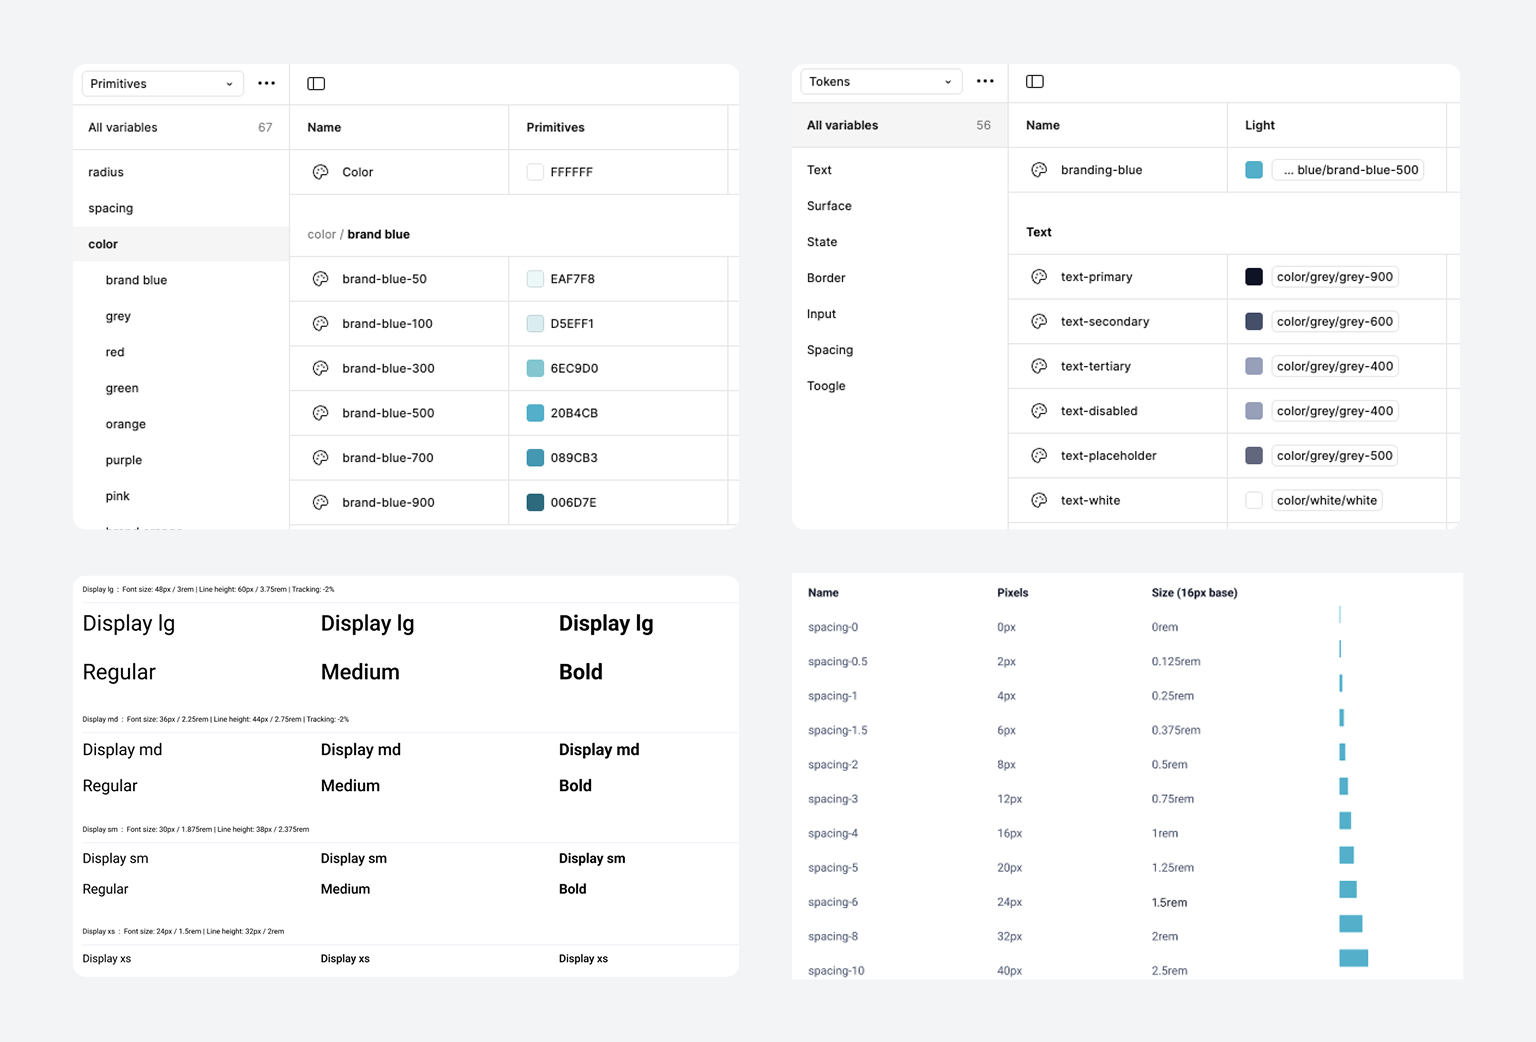 Primitives
All variables 67
radius
spacing
color
brand blue
grey
red
green
orange
purple
pink
Name Primitives
Color FFFFFF
color / brand blue
brand-blue-50 EAF7F8
brand-blue-100 D5EFF1
brand-blue-300 6EC9D0
brand-blue-500 20B4CB
brand-blue-700 089CB3
brand-blue-900 006D7E
Tokens
All variables 56
Text
Surface
State
Border
Input
Spacing
Toogle
Name Light
branding-blue ... blue/brand-blue-500
Text
text-primary color/grey/grey-900
text-secondary color/grey/grey-600
text-tertiary color/grey/grey-400
text-disabled color/grey/grey-400
text-placeholder color/grey/grey-500
text-white color/white/white
Display lg : Font size: 48px / 3rem | Line height: 60px / 3.75rem | Tracking: -2%
Display lg Display lg Display lg
Regular Medium Bold
Display md : Font size: 36px / 2.25rem | Line height: 44px / 2.75rem | Tracking: -2%
Display md Display md Display md
Regular Medium Bold
Display sm : Font size: 30px / 1.875rem | Line height: 38px / 2.375rem
Display sm Display sm Display sm
Regular Medium Bold
Display xs : Font size: 24px / 1.5rem | Line height: 32px / 2rem
Display xs Display xs Display xs
Name Pixels Size (16px base)
spacing-0 0px 0rem
spacing-0.5 2px 0.125rem
spacing-1 4px 0.25rem
spacing-1.5 6px 0.375rem
spacing-2 8px 0.5rem
spacing-3 12px 0.75rem
spacing-4 16px 1rem
spacing-5 20px 1.25rem
spacing-6 24px 1.5rem
spacing-8 32px 2rem
spacing-10 40px 2.5rem